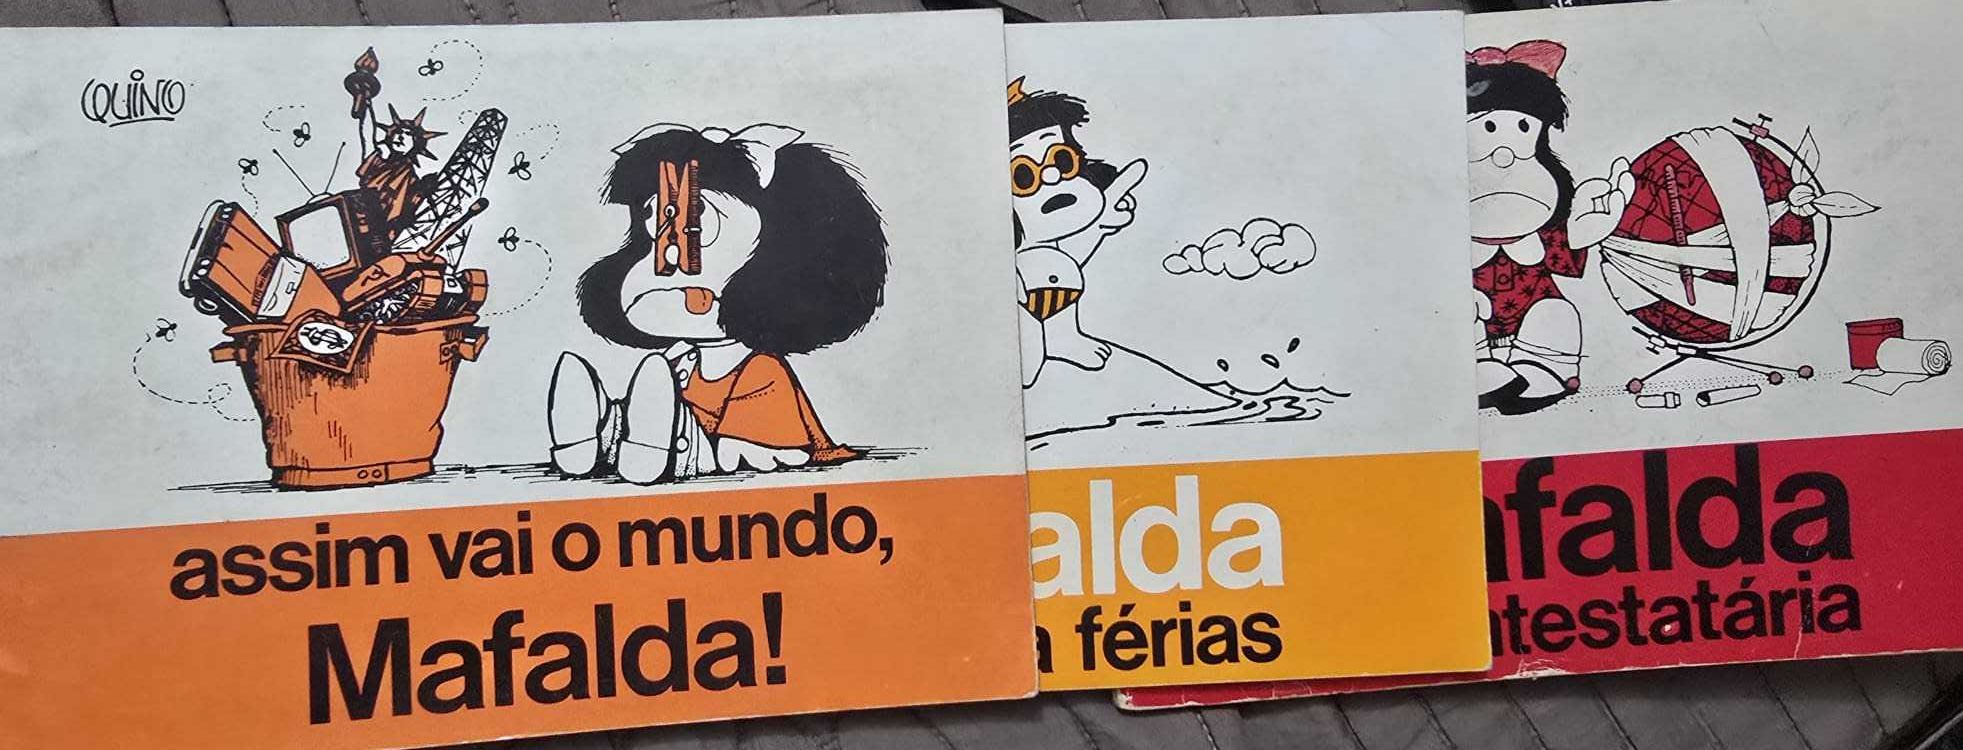 QUINO
assim vai o mundo,
Mafalda!
alda
a férias
afalda
ntestatária